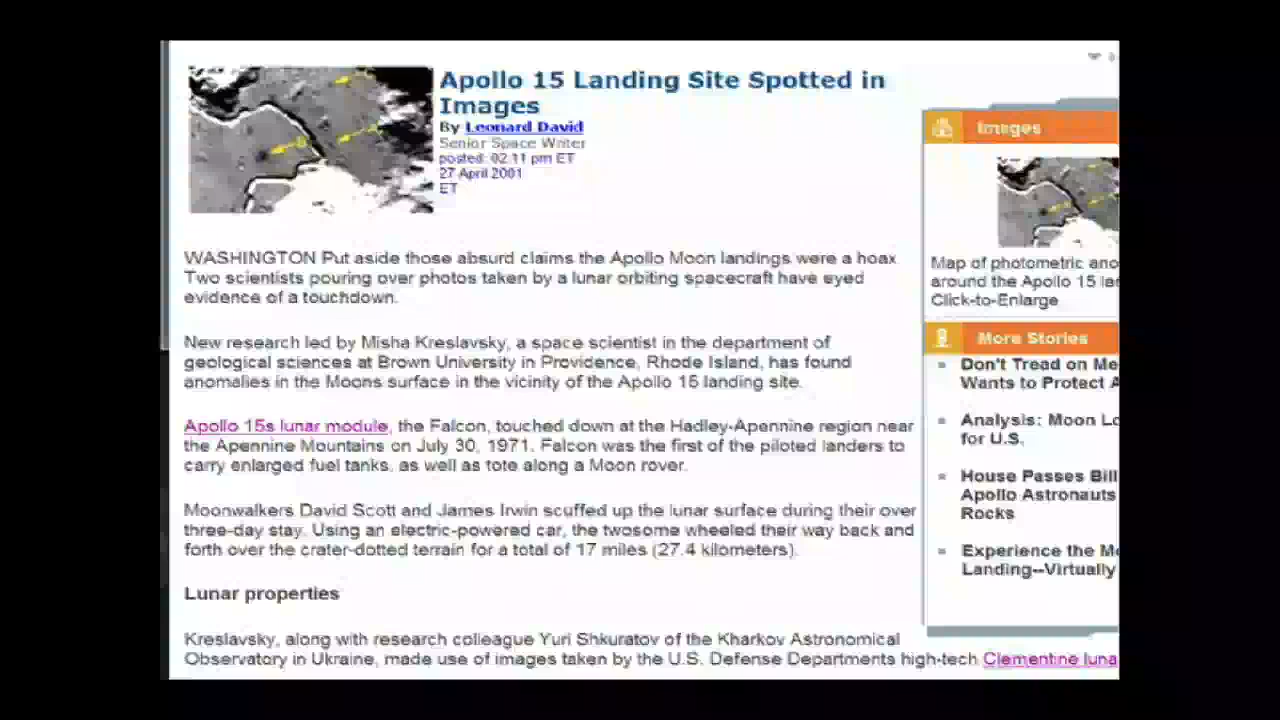 Apollo 15 Landing Site Spotted in
Images
By Leonard David
Senior Space Writer
posted: 02:11 pm ET
27 April 2001
ET
WASHINGTON Put aside those absurd claims the Apollo Moon landings were a hoax.
Two scientists pouring over photos taken by a lunar orbiting spacecraft have eyed
evidence of a touchdown.
New research led by Misha Kreslavsky, a space scientist in the department of
geological sciences at Brown University in Providence, Rhode Island, has found
anomalies in the Moons surface in the vicinity of the Apollo 15 landing site.
Apollo 15s lunar module, the Falcon, touched down at the Hadley-Apennine region near
the Apennine Mountains on July 30, 1971. Falcon was the first of the piloted landers to
carry enlarged fuel tanks, as well as tote along a Moon rover.
Moonwalkers David Scott and James Irwin scuffed up the lunar surface during their over
three-day stay. Using an electric-powered car, the twosome wheeled their way back and
forth over the crater-dotted terrain for a total of 17 miles (27.4 kilometers).
Lunar properties
Kreslavsky, along with research colleague Yuri Shkuratov of the Kharkov Astronomical
Observatory in Ukraine, made use of images taken by the U.S. Defense Departments high-tech Clementine luna
Images
Map of photometric ano
around the Apollo 15 lan
Click-to-Enlarge
More Stories
Don't Tread on Me
Wants to Protect A
Analysis: Moon Lo
for U.S.
House Passes Bill
Apollo Astronauts
Rocks
Experience the Mo
Landing--Virtually